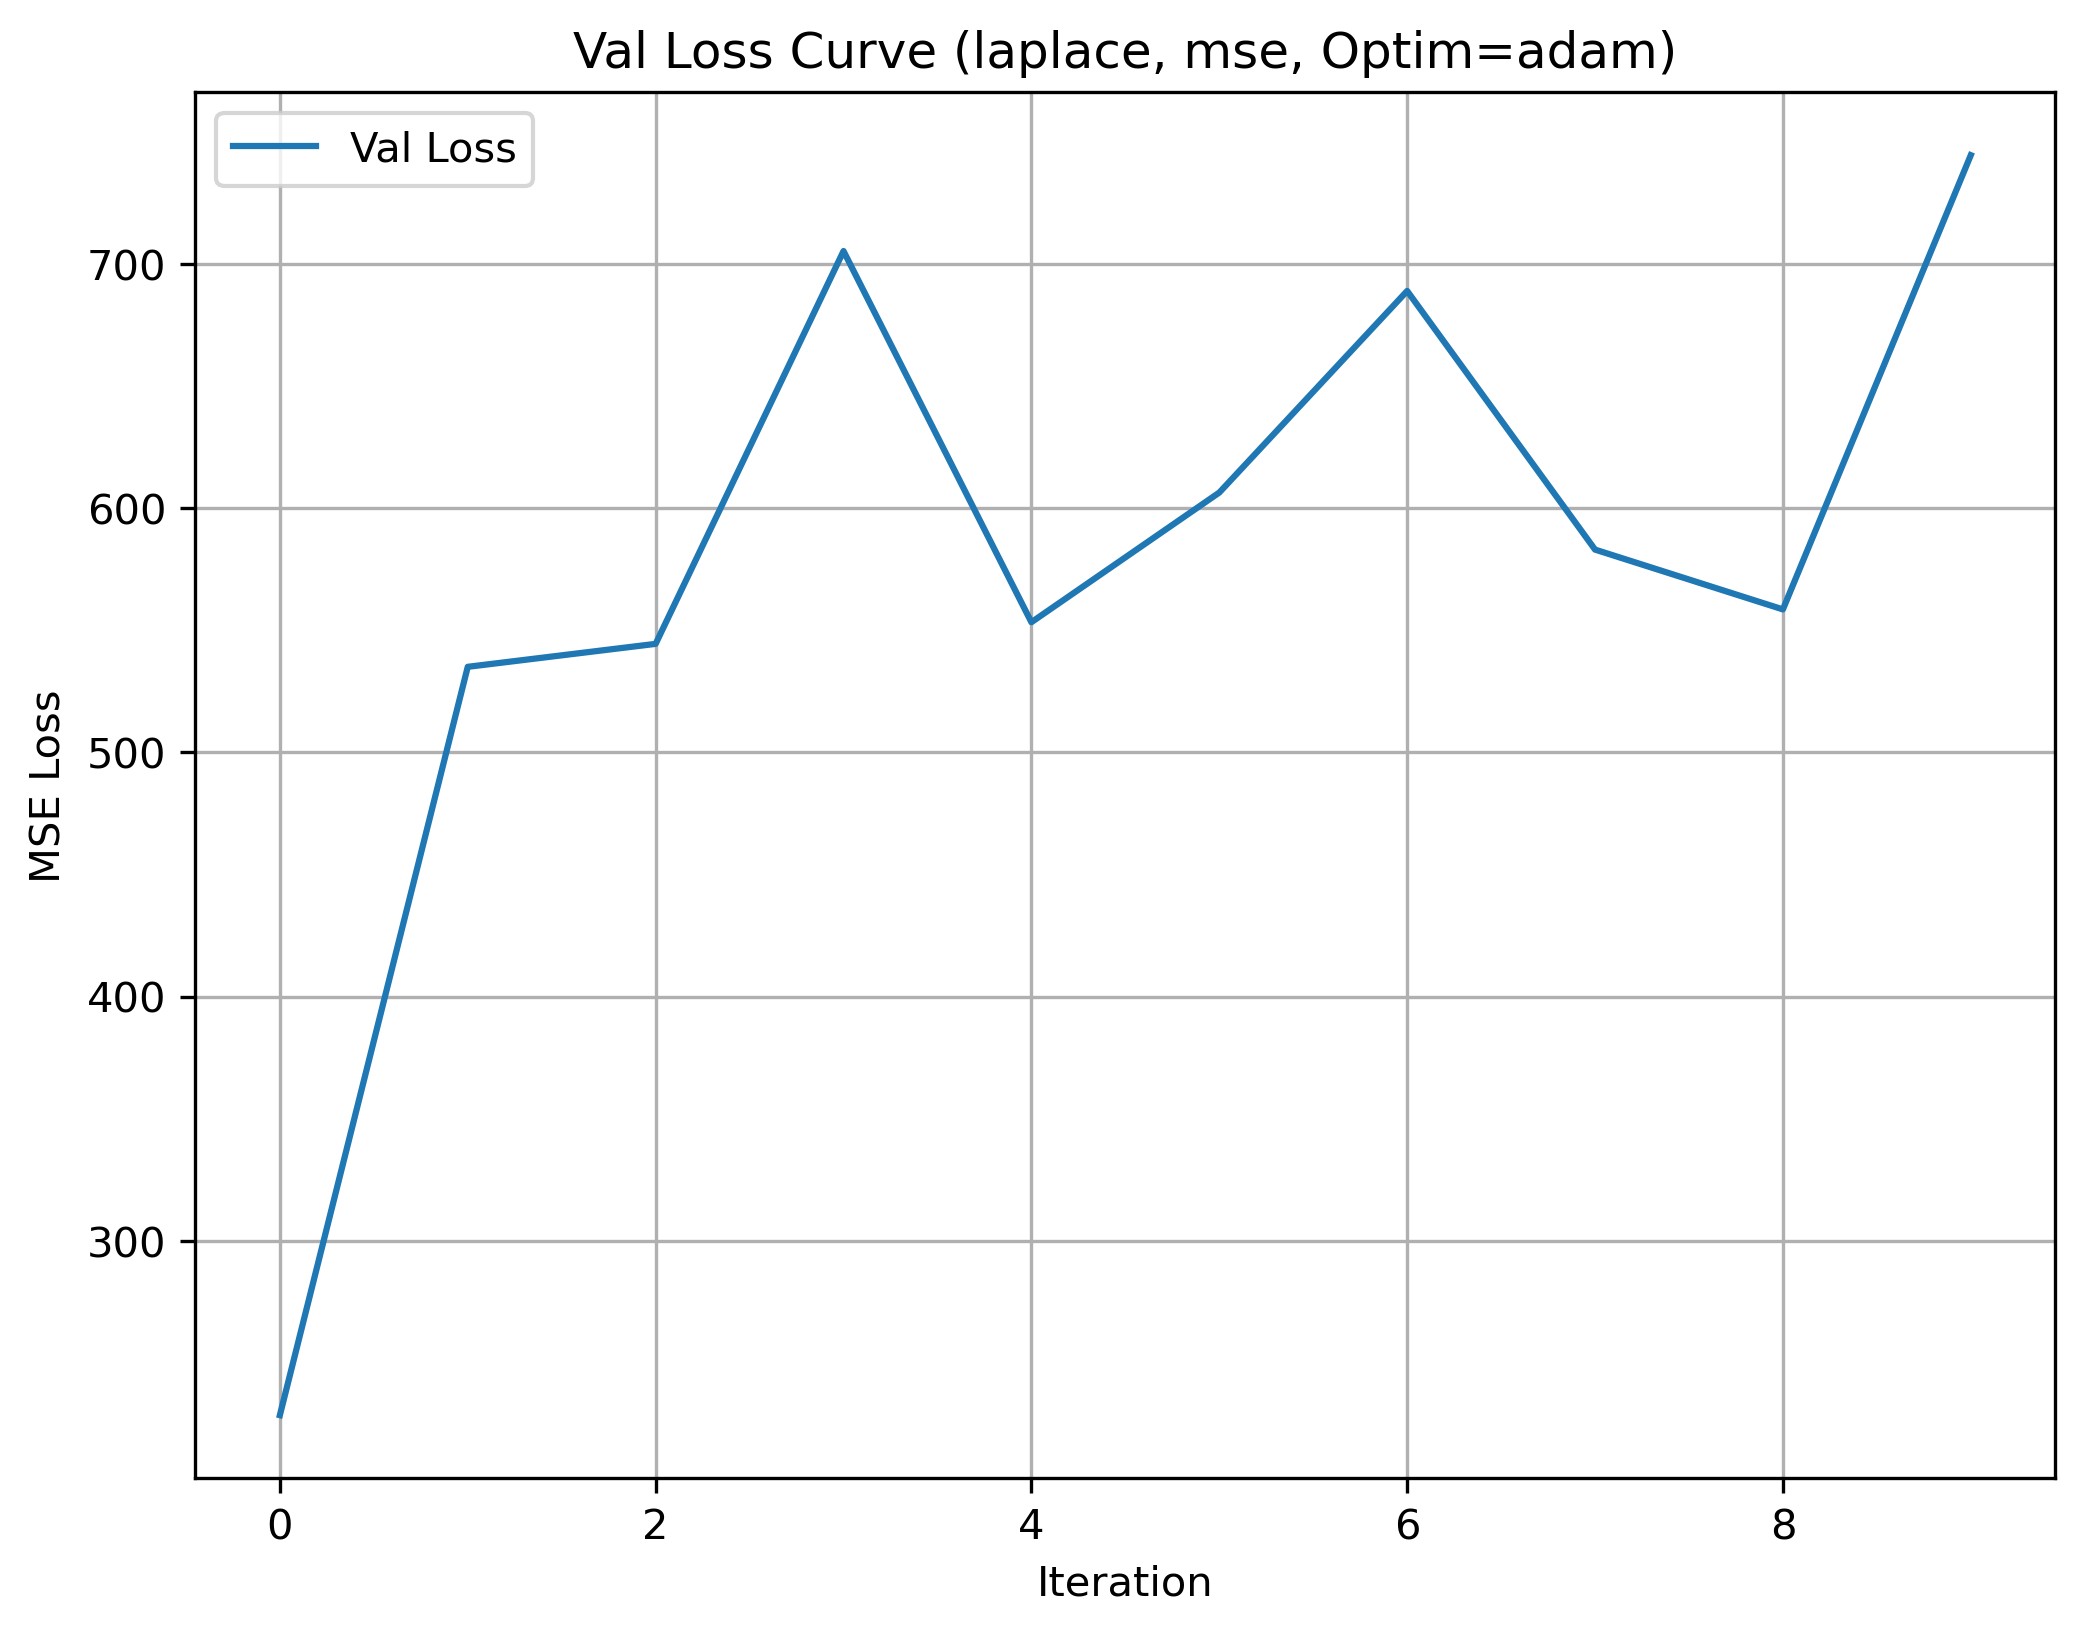 Val Loss Curve (laplace, mse, Optim=adam)
Val Loss
700
600
500
400
300
MSE Loss
0 2 4 6 8
Iteration